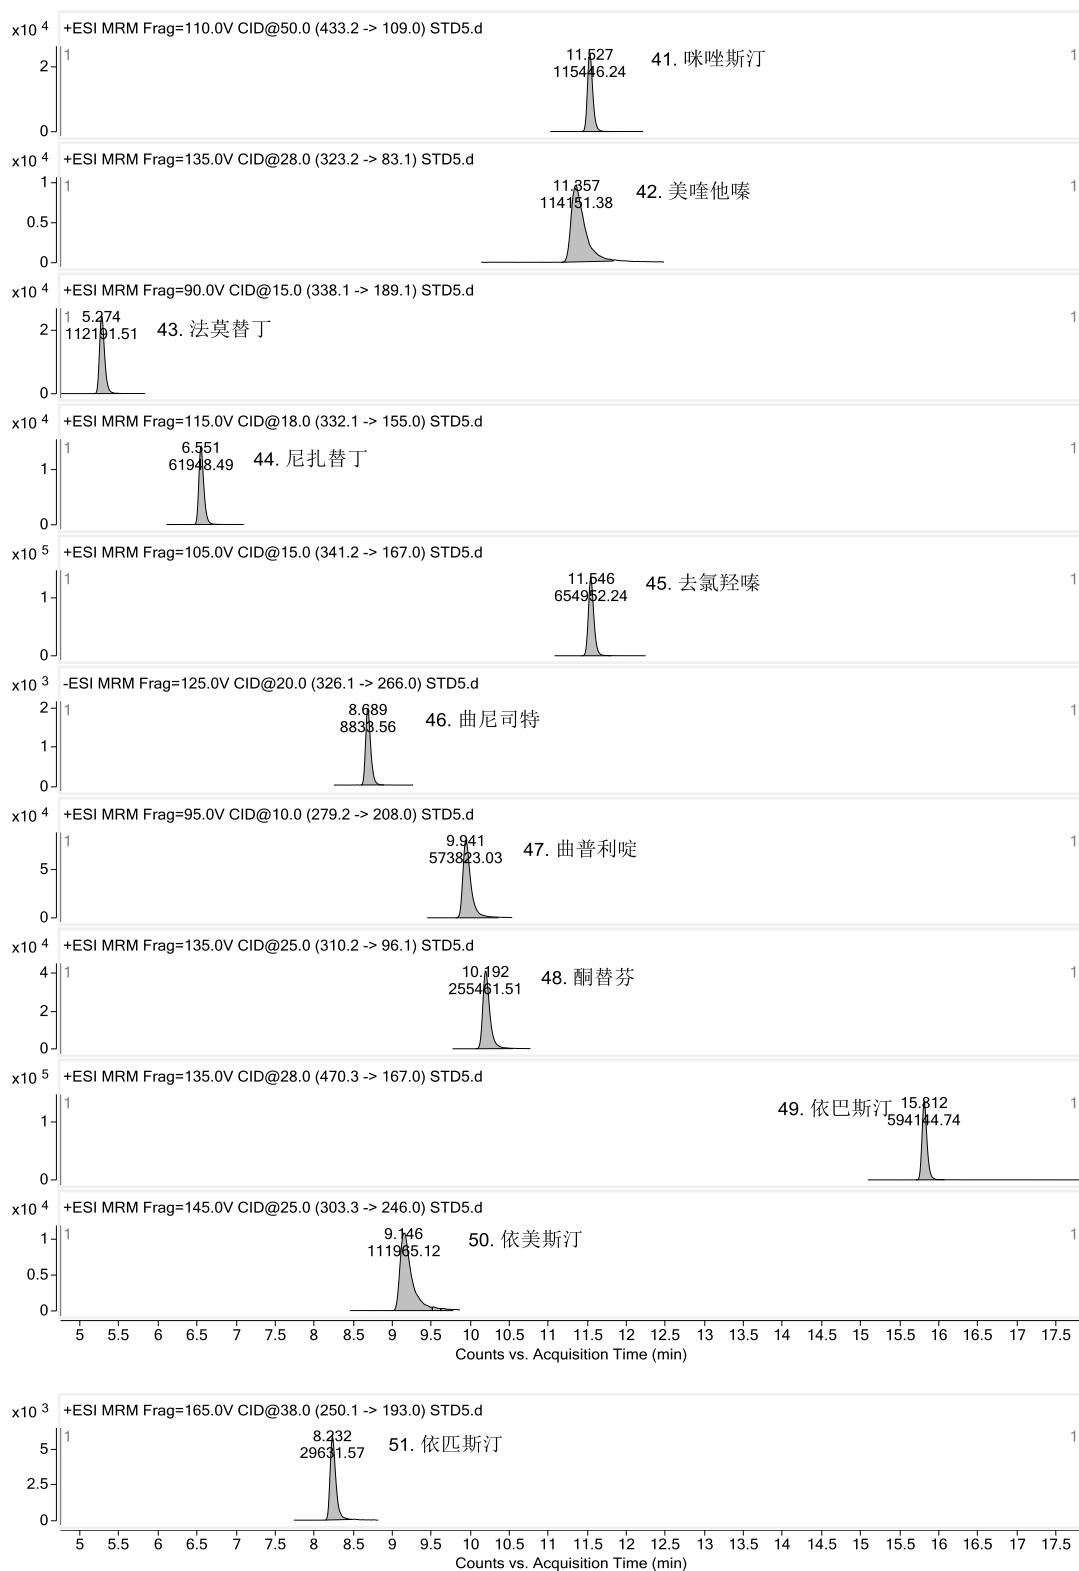 x10 4 +ESI MRM Frag=110.0V CID@50.0 (433.2 -> 109.0) STD5.d
1 11.527 1
2 115446.24 41. 咪唑斯汀
0
x10 4 +ESI MRM Frag=135.0V CID@28.0 (323.2 -> 83.1) STD5.d
1 1 11.357 1
114151.38 42. 美喹他嗪
0.5
0
x10 4 +ESI MRM Frag=90.0V CID@15.0 (338.1 -> 189.1) STD5.d
1 5.274 1
2 112191.51 43. 法莫替丁
0
x10 4 +ESI MRM Frag=115.0V CID@18.0 (332.1 -> 155.0) STD5.d
1 6.551 1
1 61948.49 44. 尼扎替丁
0
x10 5 +ESI MRM Frag=105.0V CID@15.0 (341.2 -> 167.0) STD5.d
1 11.546 1
1 654952.24 45. 去氯羟嗪
0
x10 3 -ESI MRM Frag=125.0V CID@20.0 (326.1 -> 266.0) STD5.d
2 1 8.689 1
8833.56 46. 曲尼司特
1
0
x10 4 +ESI MRM Frag=95.0V CID@10.0 (279.2 -> 208.0) STD5.d
1 9.941 1
5 573823.03 47. 曲普利啶
0
x10 4 +ESI MRM Frag=135.0V CID@25.0 (310.2 -> 96.1) STD5.d
4 1 10.192 1
255461.51 48. 酮替芬
2
0
x10 5 +ESI MRM Frag=135.0V CID@28.0 (470.3 -> 167.0) STD5.d
1 49. 依巴斯汀 15.812 1
1 594144.74
0
x10 4 +ESI MRM Frag=145.0V CID@25.0 (303.3 -> 246.0) STD5.d
1 1 9.146 1
111965.12 50. 依美斯汀
0.5
0
5 5.5 6 6.5 7 7.5 8 8.5 9 9.5 10 10.5 11 11.5 12 12.5 13 13.5 14 14.5 15 15.5 16 16.5 17 17.5
Counts vs. Acquisition Time (min)
x10 3 +ESI MRM Frag=165.0V CID@38.0 (250.1 -> 193.0) STD5.d
1 8.232 1
5 29631.57 51. 依匹斯汀
2.5
0
5 5.5 6 6.5 7 7.5 8 8.5 9 9.5 10 10.5 11 11.5 12 12.5 13 13.5 14 14.5 15 15.5 16 16.5 17 17.5
Counts vs. Acquisition Time (min)